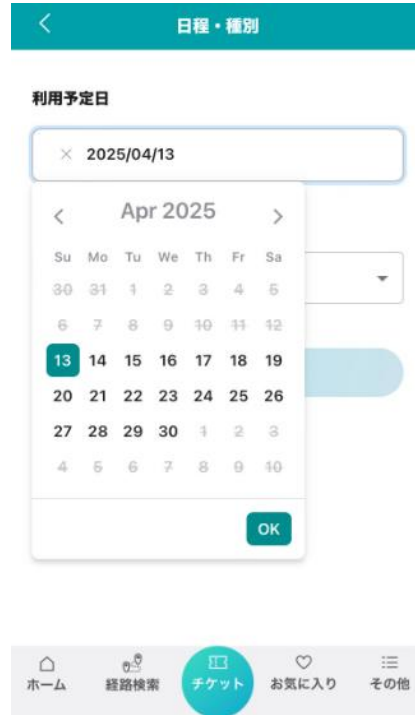 日程・種別
利用予定日
× 2025/04/13
< Apr 2025 >
Su Mo Tu We Th Fr Sa
30 31 1 2 3 4 5
6 7 8 9 10 11 12
13 14 15 16 17 18 19
20 21 22 23 24 25 26
27 28 29 30 1 2 3
4 5 6 7 8 9 10
OK
ホーム 経路検索 チケット お気に入り その他